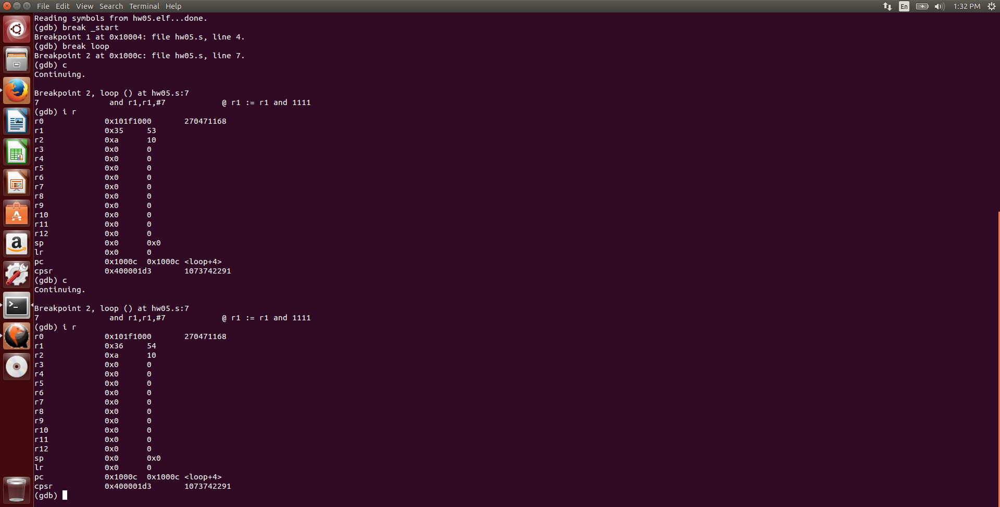 File Edit View Search Terminal Help En 1:32 PM
Reading symbols from hw05.elf...done.
(gdb) break _start
Breakpoint 1 at 0x10004: file hw05.s, line 4.
(gdb) break loop
Breakpoint 2 at 0x1000c: file hw05.s, line 7.
(gdb) c
Continuing.
Breakpoint 2, loop () at hw05.s:7
7 and r1,r1,#7 @ r1 := r1 and 1111
(gdb) i r
r0 0x101f1000 270471168
r1 0x35 53
r2 0xa 10
r3 0x0 0
r4 0x0 0
r5 0x0 0
r6 0x0 0
r7 0x0 0
r8 0x0 0
r9 0x0 0
r10 0x0 0
r11 0x0 0
r12 0x0 0
sp 0x0 0x0
lr 0x0 0
pc 0x1000c 0x1000c <loop+4>
cpsr 0x400001d3 1073742291
(gdb) c
Continuing.
Breakpoint 2, loop () at hw05.s:7
7 and r1,r1,#7 @ r1 := r1 and 1111
(gdb) i r
r0 0x101f1000 270471168
r1 0x36 54
r2 0xa 10
r3 0x0 0
r4 0x0 0
r5 0x0 0
r6 0x0 0
r7 0x0 0
r8 0x0 0
r9 0x0 0
r10 0x0 0
r11 0x0 0
r12 0x0 0
sp 0x0 0x0
lr 0x0 0
pc 0x1000c 0x1000c <loop+4>
cpsr 0x400001d3 1073742291
(gdb)